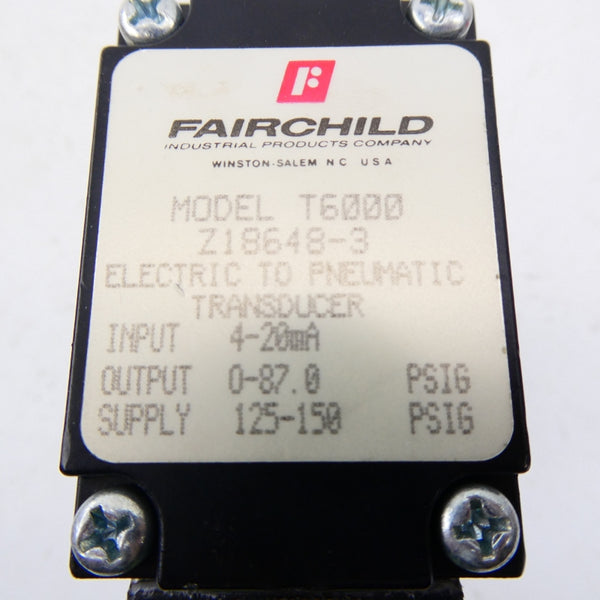 FAIRCHILD
INDUSTRIAL PRODUCTS COMPANY
WINSTON-SALEM N C USA
MODEL T6000
Z18648-3
ELECTRIC TO PNEUMATIC
TRANSDUCER
INPUT 4-20mA
OUTPUT 0-87.0 PSIG
SUPPLY 125-150 PSIG